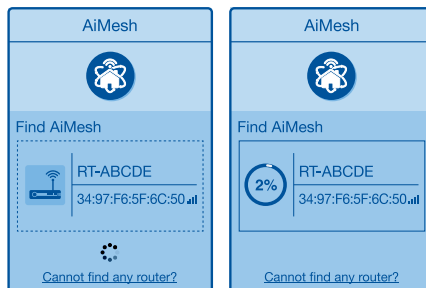 AiMesh
Find AiMesh
RT-ABCDE
34:97:F6:5F:6C:50
Cannot find any router?
AiMesh
Find AiMesh
2%
RT-ABCDE
34:97:F6:5F:6C:50
Cannot find any router?